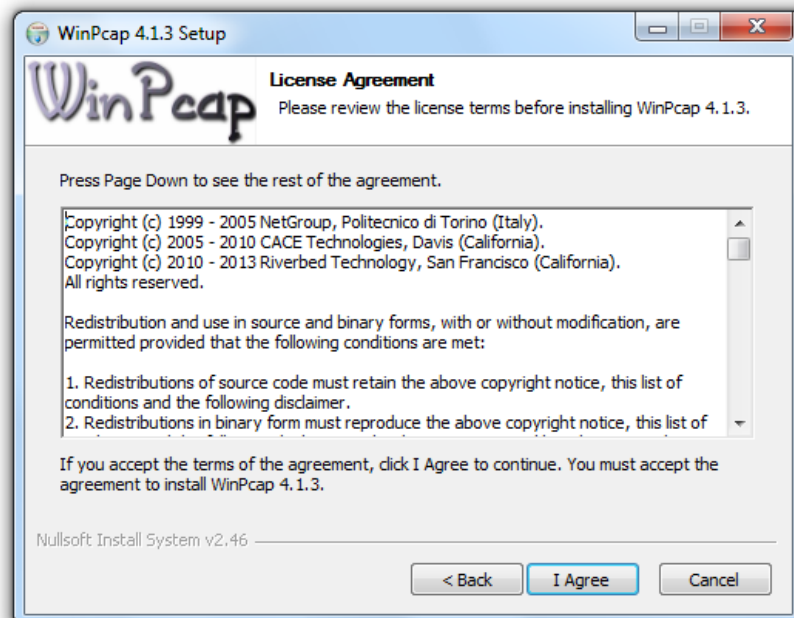 WinPcap 4.1.3 Setup
WinPcap
License Agreement
Please review the license terms before installing WinPcap 4.1.3.
Press Page Down to see the rest of the agreement.
Copyright (c) 1999 - 2005 NetGroup, Politecnico di Torino (Italy).
Copyright (c) 2005 - 2010 CACE Technologies, Davis (California).
Copyright (c) 2010 - 2013 Riverbed Technology, San Francisco (California).
All rights reserved.
Redistribution and use in source and binary forms, with or without modification, are
permitted provided that the following conditions are met:
1. Redistributions of source code must retain the above copyright notice, this list of
conditions and the following disclaimer.
2. Redistributions in binary form must reproduce the above copyright notice, this list of
If you accept the terms of the agreement, click I Agree to continue. You must accept the
agreement to install WinPcap 4.1.3.
Nullsoft Install System v2.46
< Back
I Agree
Cancel